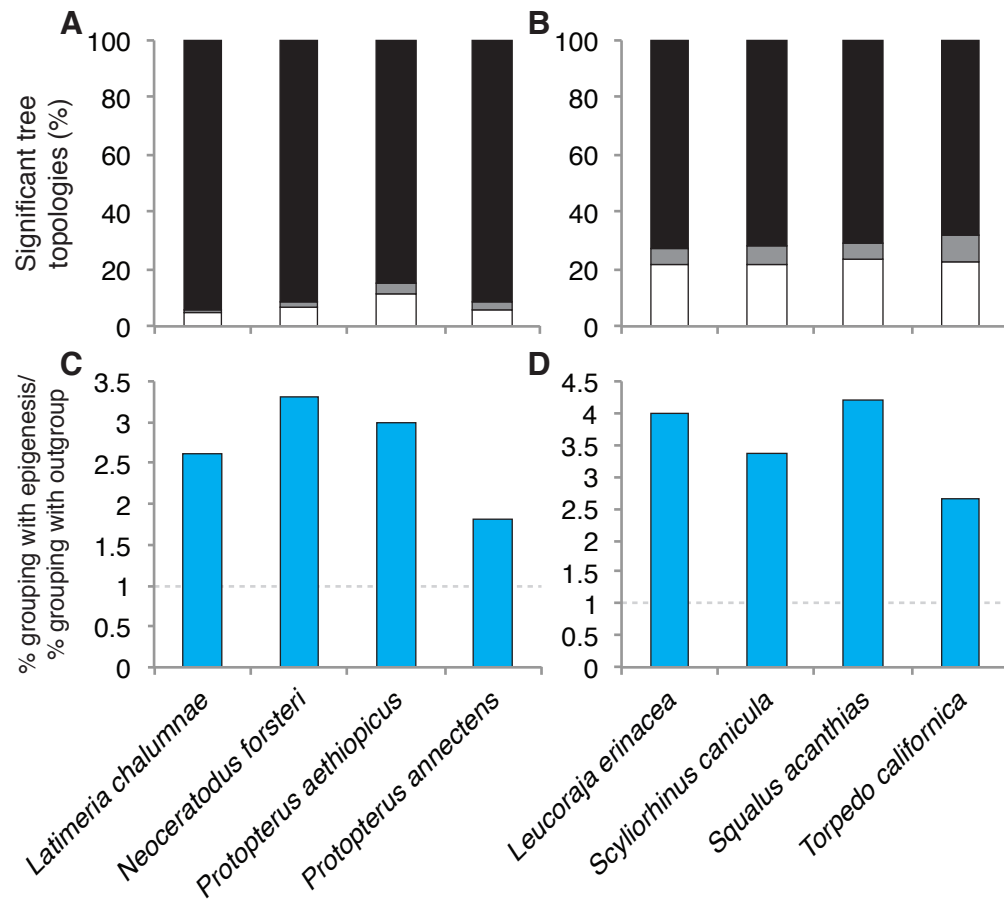 A
B
Significant tree
topologies (%)
100
80
60
40
20
0
100
80
60
40
20
0
C
D
% grouping with epigenesis/
% grouping with outgroup
3.5
3
2.5
2
1.5
1
0.5
0
4.5
4
3.5
3
2.5
2
1.5
1
0.5
0
Latimeria chalumnae
Neoceratodus forsteri
Protopterus aethiopicus
Protopterus annectens
Leucoraja erinacea
Scyliorhinus canicula
Squalus acanthias
Torpedo californica